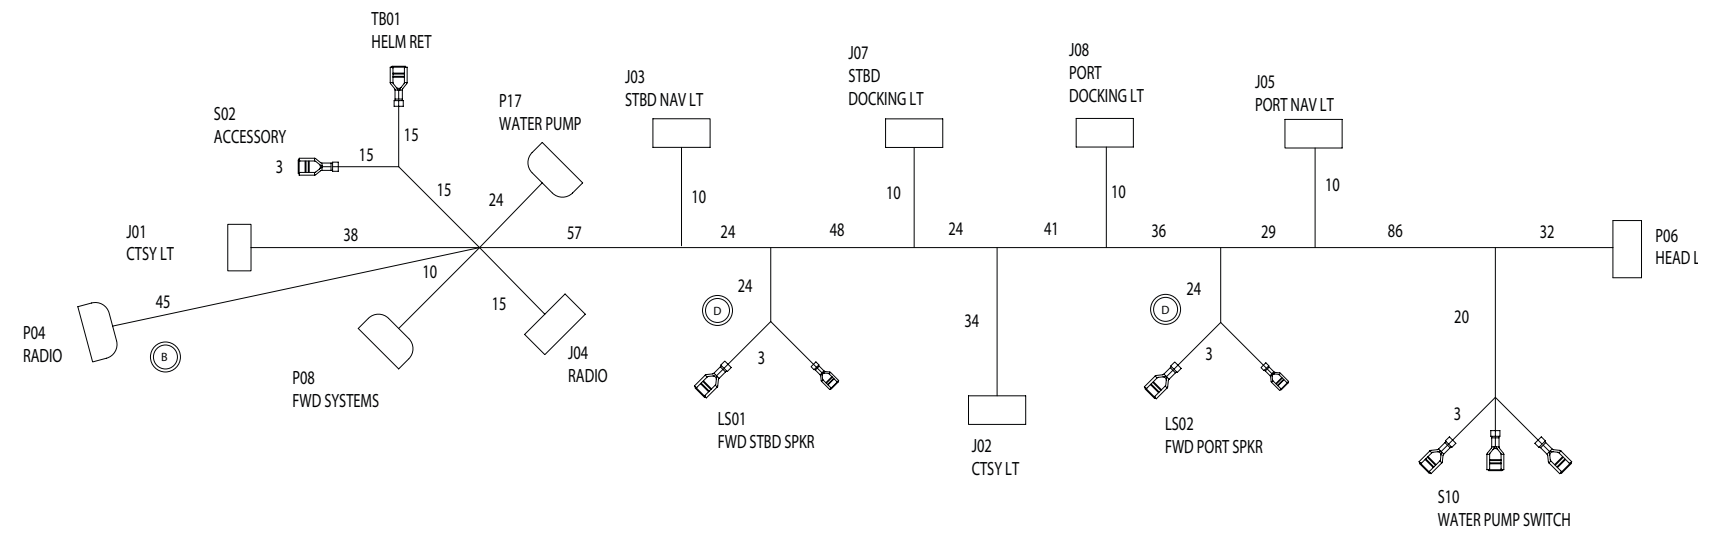 TB01
HELM RET
J03
STBD NAV LT
J07
STBD
DOCKING LT
J08
PORT
DOCKING LT
J05
PORT NAV LT
S02
ACCESSORY
P17
WATER PUMP
3
15
15
15
24
10
10
10
10
J01
CTSY LT
38
57
24
48
24
41
36
29
86
32
P06
HEAD L
10
15
45
P04
RADIO
B
P08
FWD SYSTEMS
J04
RADIO
24
D
3
LS01
FWD STBD SPKR
34
J02
CTSY LT
24
D
3
LS02
FWD PORT SPKR
20
3
S10
WATER PUMP SWITCH